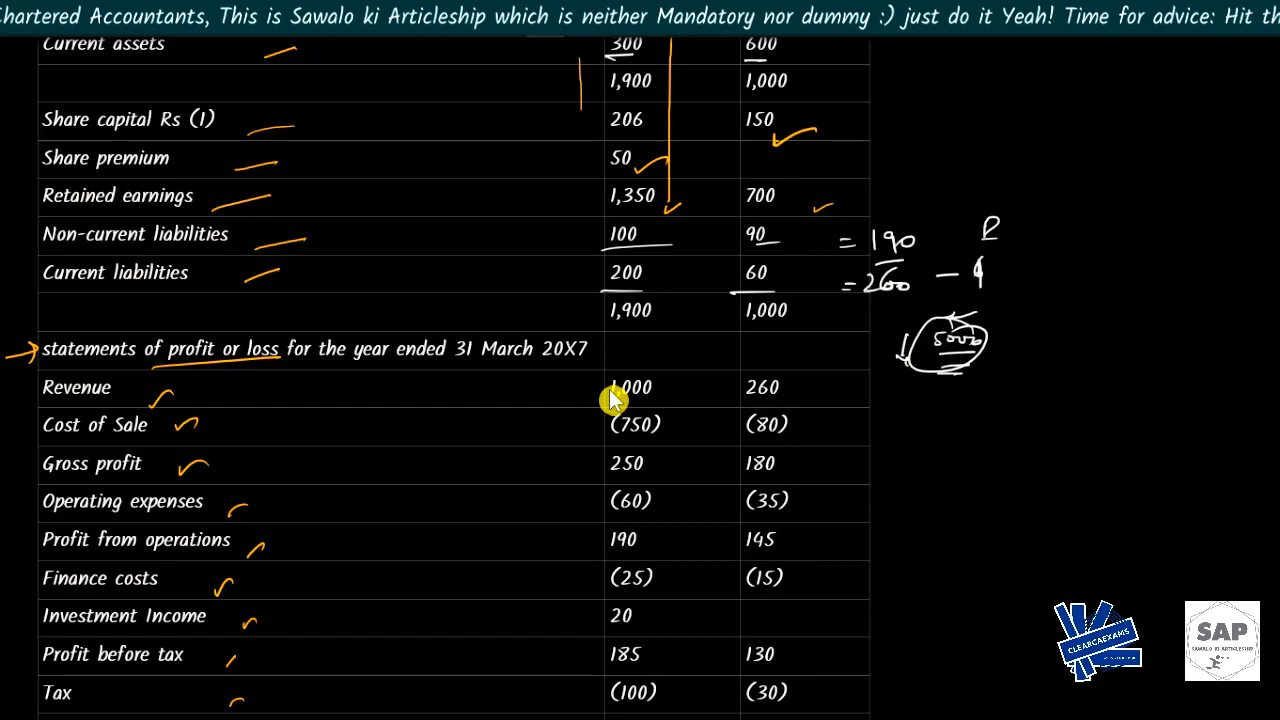 Chartered Accountants, This is Sawalo ki Articleship which is neither Mandatory nor dummy :) just do it Yeah! Time for advice: Hit th
Current assets 300 600
1,900 1,000
Share capital Rs (1) 206 150
Share premium 50
Retained earnings 1,350 700
Non-current liabilities 100 90 = 190
Current liabilities 200 60 = 260 -
1,900 1,000
5000
statements of profit or loss for the year ended 31 March 20X7
Revenue 1,000 260
Cost of Sale (750) (80)
Gross profit 250 180
Operating expenses (60) (35)
Profit from operations 190 145
Finance costs (25) (15)
Investment Income 20
Profit before tax 185 130
Tax (100) (30)
CLEARCAEXAMS
SAP
SAWALO KI ARTICLESHIP